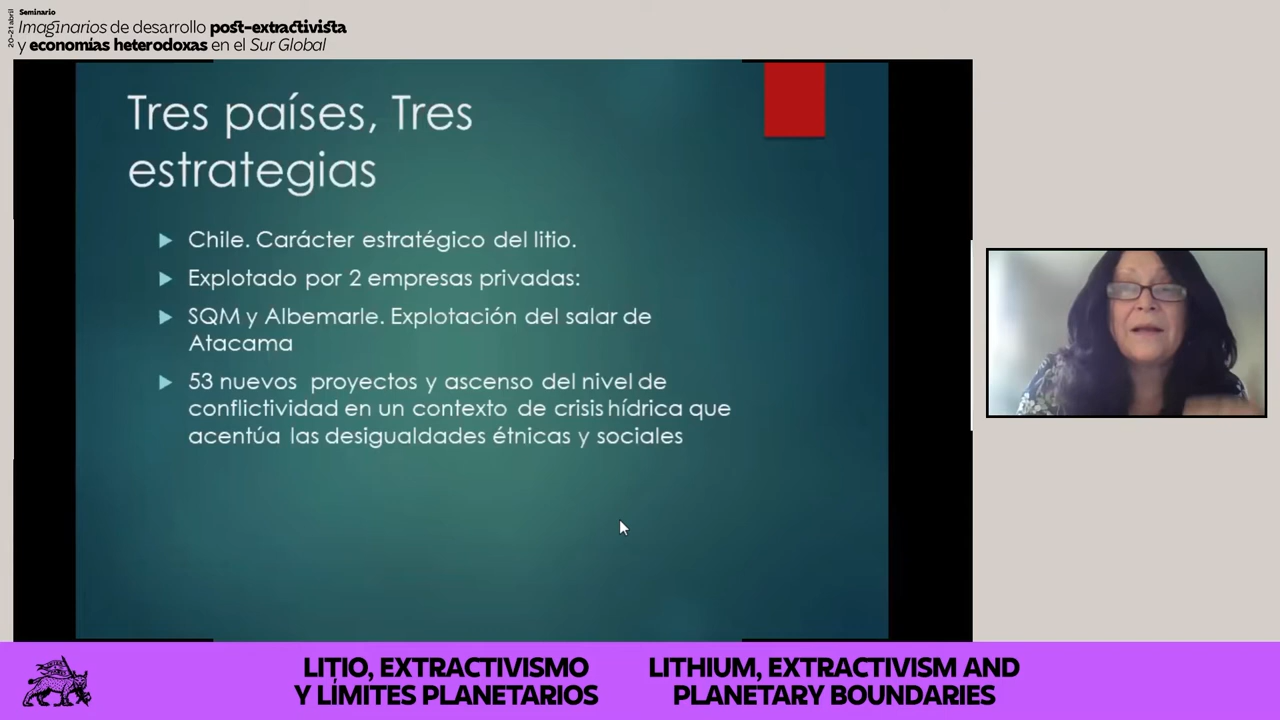 20–21 abril
Seminario
Imaginarios de desarrollo post-extractivista
y economías heterodoxas en el Sur Global
Tres países, Tres
estrategias
Chile. Carácter estratégico del litio.
Explotado por 2 empresas privadas:
SQM y Albemarle. Explotación del salar de
Atacama
53 nuevos proyectos y ascenso del nivel de
conflictividad en un contexto de crisis hídrica que
acentúa las desigualdades étnicas y sociales
LITIO, EXTRACTIVISMO
Y LÍMITES PLANETARIOS
LITHIUM, EXTRACTIVISM AND
PLANETARY BOUNDARIES